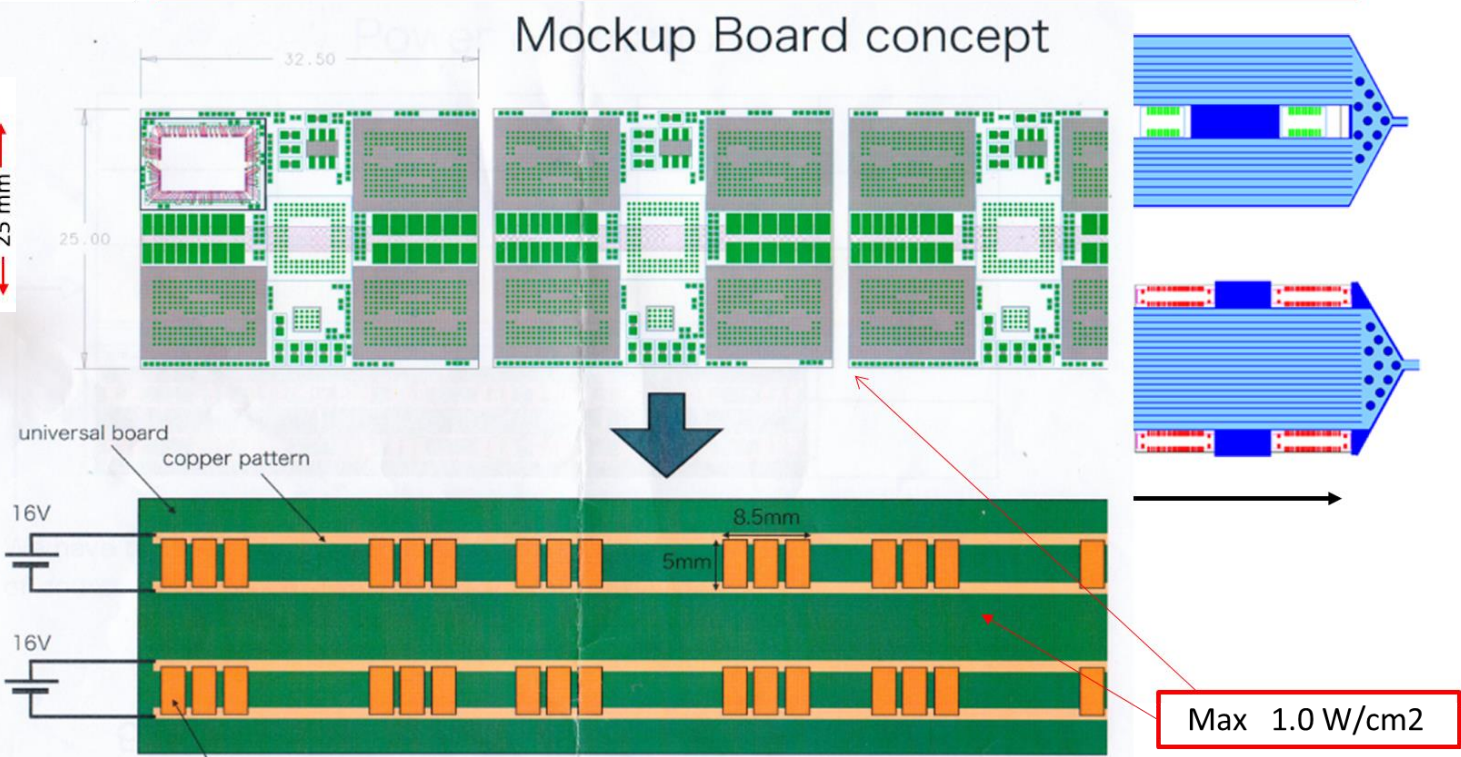 Mockup Board concept
32.50
25 mm
25.00
universal board
copper pattern
16V
8.5mm
5mm
16V
Max 1.0 W/cm2